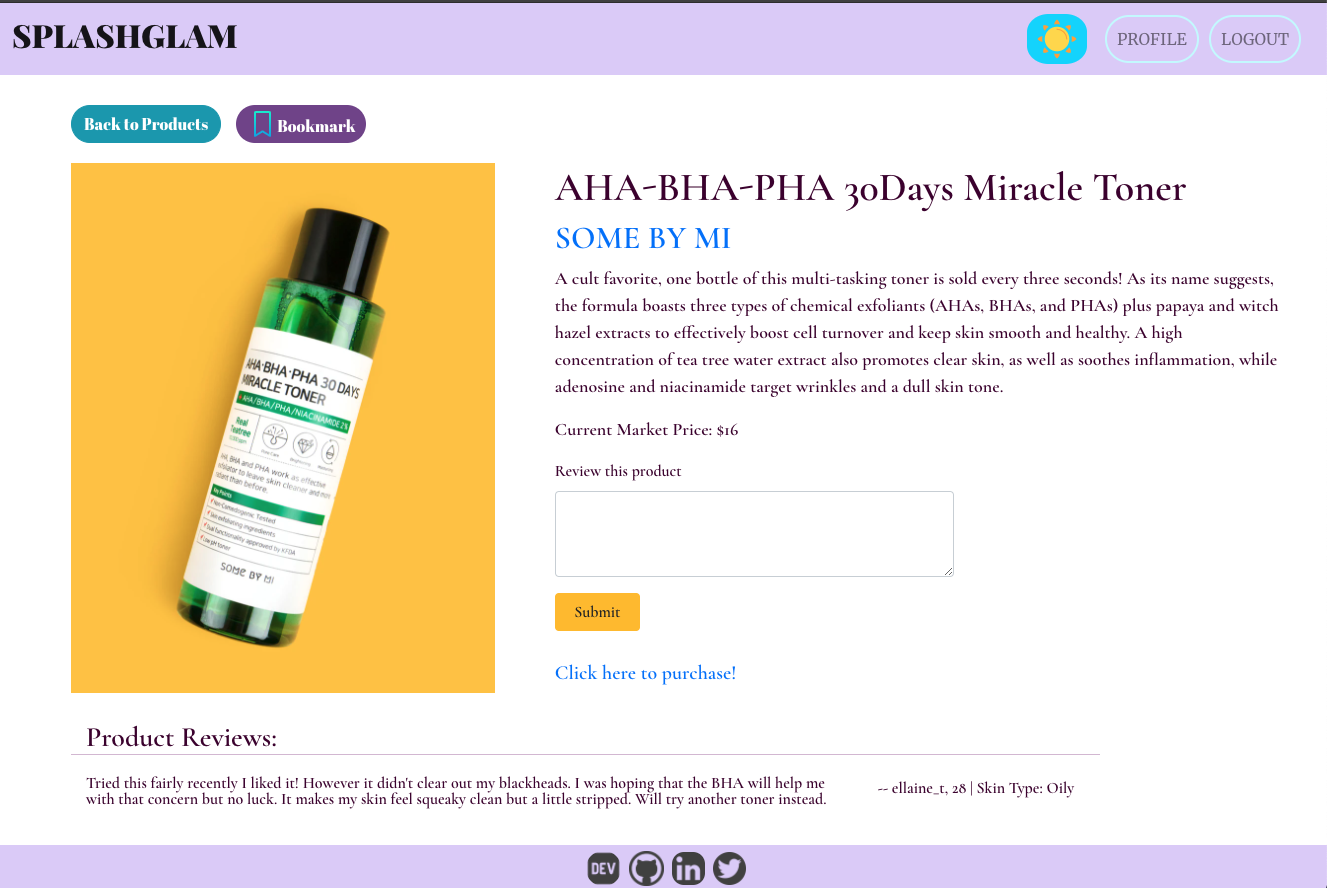 SPLASHGLAM
PROFILE
LOGOUT
Back to Products
Bookmark
AHA-BHA-PHA 30Days Miracle Toner
SOME BY MI
A cult favorite, one bottle of this multi-tasking toner is sold every three seconds! As its name suggests,
the formula boasts three types of chemical exfoliants (AHAs, BHAs, and PHAs) plus papaya and witch
hazel extracts to effectively boost cell turnover and keep skin smooth and healthy. A high
concentration of tea tree water extract also promotes clear skin, as well as soothes inflammation, while
adenosine and niacinamide target wrinkles and a dull skin tone.
Current Market Price: $16
Review this product
Submit
Click here to purchase!
AHA·BHA·PHA 30 DAYS
MIRACLE TONER
AHA/BHA/PHA/NIACINAMIDE 2%
Real
Teatree
AHA, BHA and PHA work as effective
exfoliator to leave skin cleaner and
than before.
Key Points
Non-Comedogenic Tested
ingredients
Dual functionality approved by KFDA
Low pH toner
SOME BY MI
Product Reviews:
Tried this fairly recently I liked it! However it didn't clear out my blackheads. I was hoping that the BHA will help me
with that concern but no luck. It makes my skin feel squeaky clean but a little stripped. Will try another toner instead.
-- ellaine_t, 28 | Skin Type: Oily
DEV
in